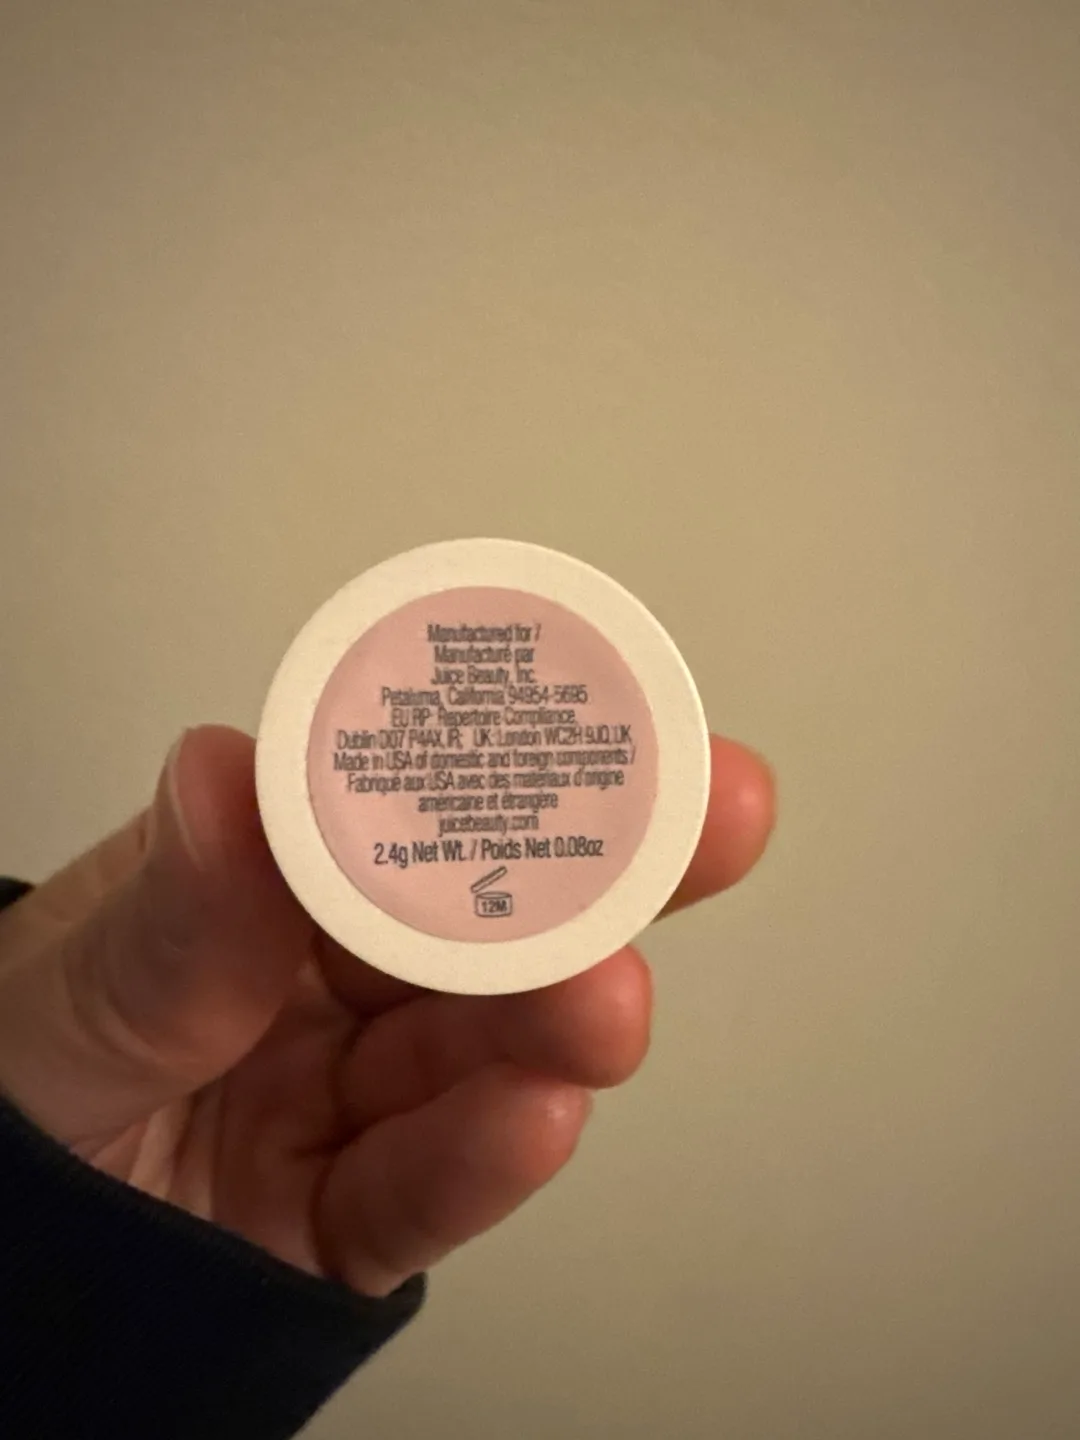 Manufactured for /
Manufacturé par
Juice Beauty, Inc.
Petaluma, California 94954-5695
EU RP: Repertoire Compliance,
Dublin D07 P4AX, IR; UK: London WC2H 9JQ, UK
Made in USA of domestic and foreign components /
Fabriqué aux USA avec des matériaux d'origine
américaine et étrangère
juicebeauty.com
2.4g Net Wt. / Poids Net 0.08oz
12M